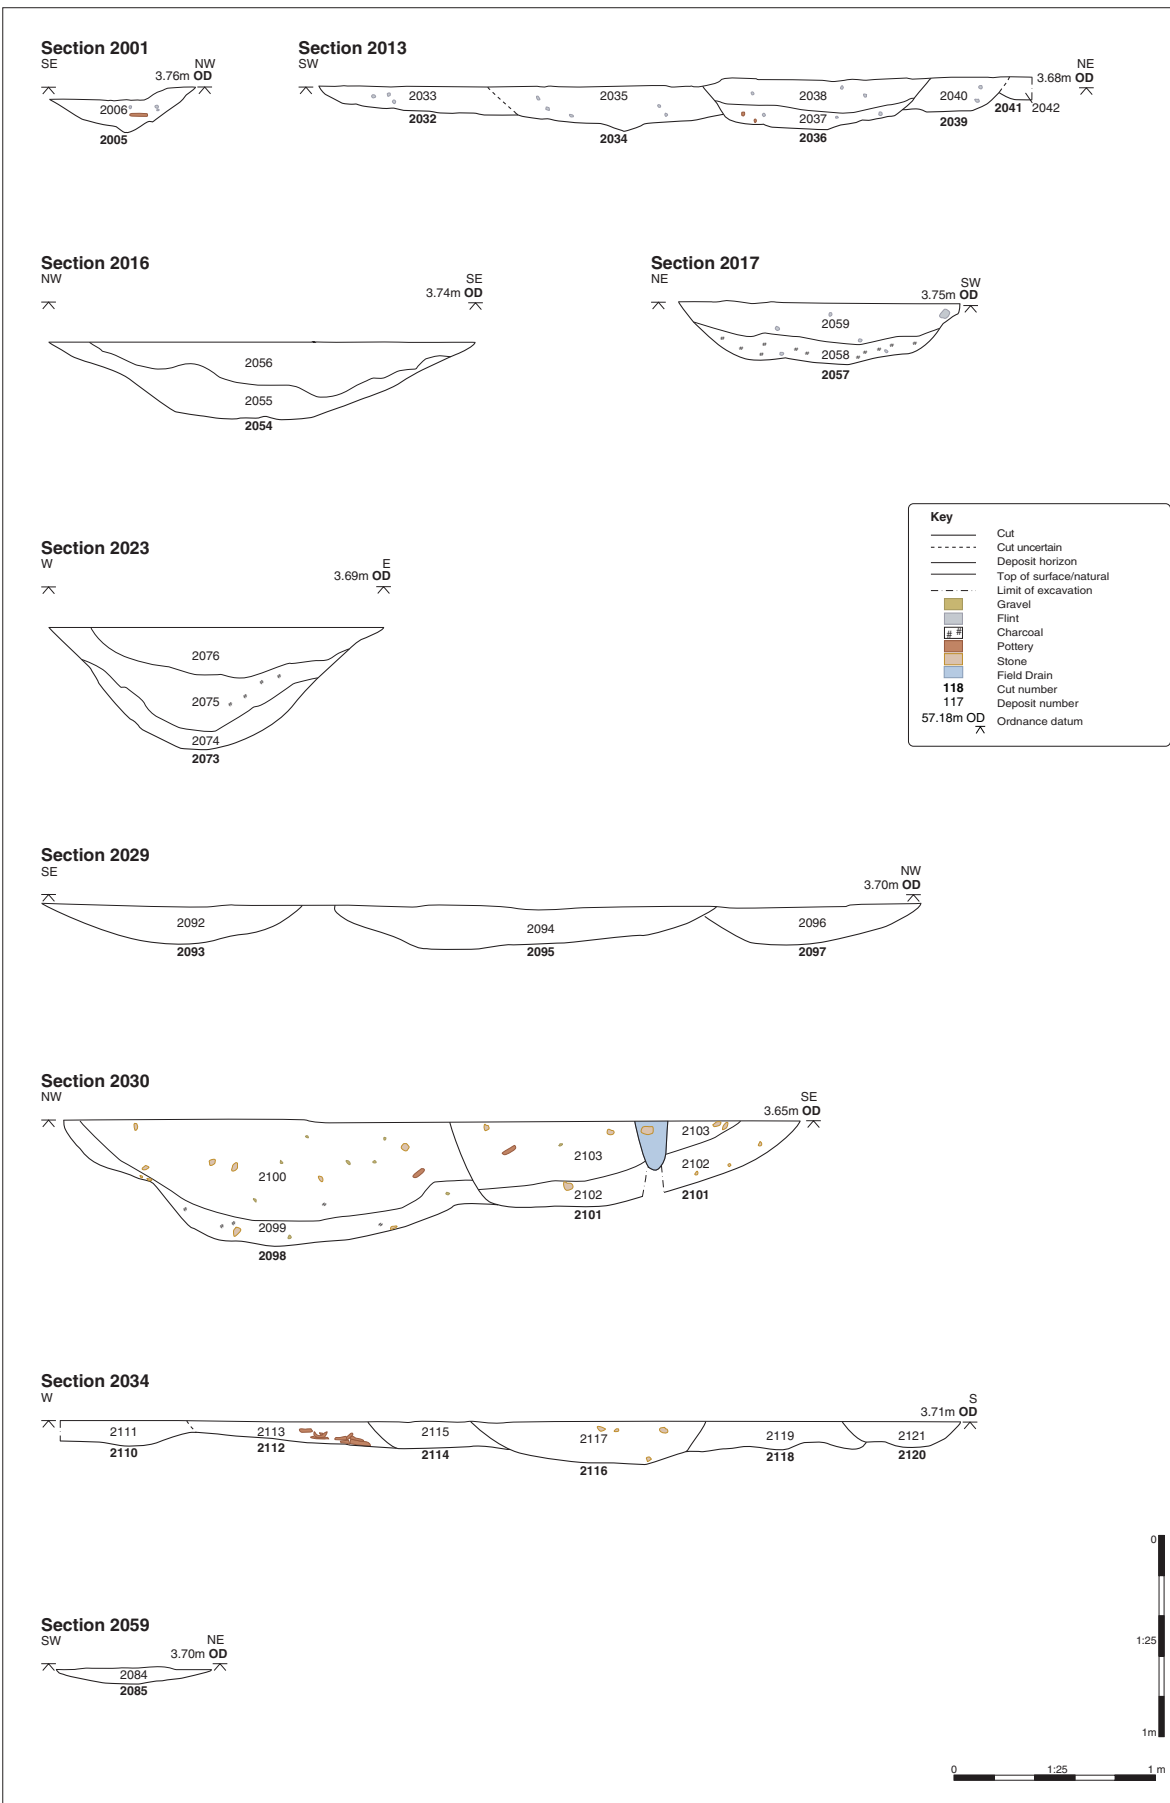 Section 2001
SE NW
3.76m OD
2006
2005
Section 2013
SW NE
3.68m OD
2033 2035 2038 2040
2037
2032 2034 2036 2039 2041 2042
Section 2016
NW SE
3.74m OD
2056
2055
2054
Section 2017
NE SW
3.75m OD
2059
2058
2057
Section 2023
W E
3.69m OD
2076
2075
2074
2073
Key
Cut
Cut uncertain
Deposit horizon
Top of surface/natural
Limit of excavation
Gravel
Flint
# # Charcoal
Pottery
Stone
Field Drain
118 Cut number
117 Deposit number
57.18m OD Ordnance datum
Section 2029
SE NW
3.70m OD
2092 2094 2096
2093 2095 2097
Section 2030
NW SE
3.65m OD
2100 2103 2103
2102 2102
2099 2101 2101
2098
Section 2034
W S
3.71m OD
2111 2113 2115 2117 2119 2121
2110 2112 2114 2116 2118 2120
Section 2059
SW NE
3.70m OD
2084
2085
0
1:25
1m
0 1:25 1 m